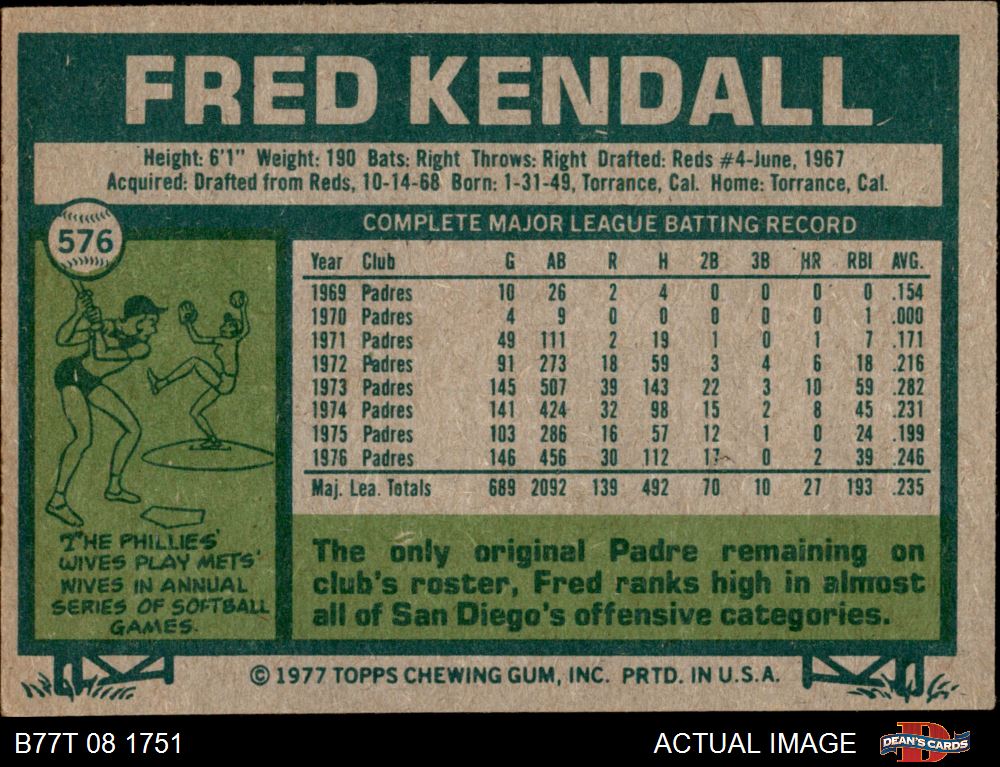 FRED KENDALL
Height: 6'1" Weight: 190 Bats: Right Throws: Right Drafted: Reds #4-June, 1967
Acquired: Drafted from Reds, 10-14-68 Born: 1-31-49, Torrance, Cal. Home: Torrance, Cal.
576
COMPLETE MAJOR LEAGUE BATTING RECORD
Year Club G AB R H 2B 3B HR RBI AVG.
1969 Padres 10 26 2 4 0 0 0 0 .154
1970 Padres 4 9 0 0 0 0 0 1 .000
1971 Padres 49 111 2 19 1 0 1 7 .171
1972 Padres 91 273 18 59 3 4 6 18 .216
1973 Padres 145 507 39 143 22 3 10 59 .282
1974 Padres 141 424 32 98 15 2 8 45 .231
1975 Padres 103 286 16 57 12 1 0 24 .199
1976 Padres 146 456 30 112 17 0 2 39 .246
Maj. Lea. Totals 689 2092 139 492 70 10 27 193 .235
THE PHILLIES'
WIVES PLAY METS'
WIVES IN ANNUAL
SERIES OF SOFTBALL
GAMES.
The only original Padre remaining on
club's roster, Fred ranks high in almost
all of San Diego's offensive categories.
© 1977 TOPPS CHEWING GUM, INC. PRTD. IN U.S.A.
B77T 08 1751
ACTUAL IMAGE
D
DEAN'S CARDS